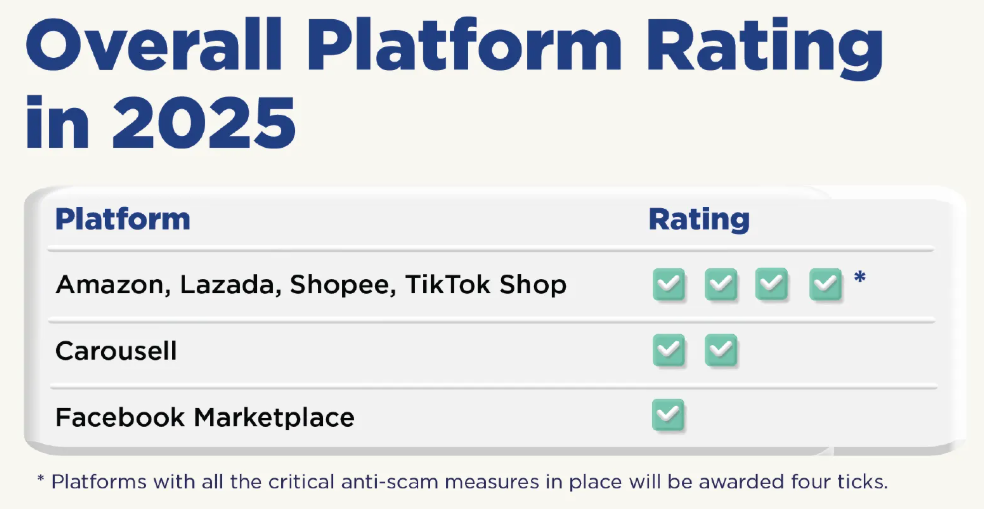 Overall Platform Rating
in 2025
Platform Rating
Amazon, Lazada, Shopee, TikTok Shop *
Carousell
Facebook Marketplace
* Platforms with all the critical anti-scam measures in place will be awarded four ticks.